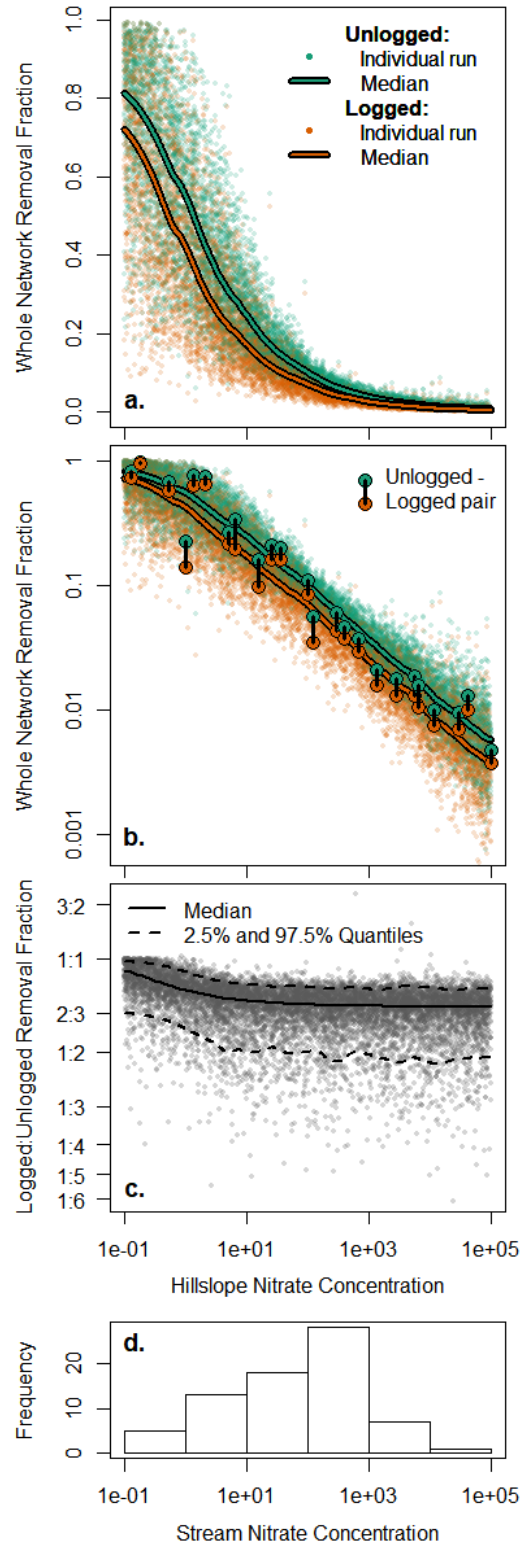 Whole Network Removal Fraction
1.0
0.8
0.6
0.4
0.2
0.0
Unlogged:
Individual run
Median
Logged:
Individual run
Median
a.
Whole Network Removal Fraction
1
0.1
0.01
0.001
Unlogged -
Logged pair
b.
Logged:Unlogged Removal Fraction
3:2
1:1
2:3
1:2
1:3
1:4
1:5
1:6
Median
2.5% and 97.5% Quantiles
c.
1e-01
1e+01
1e+03
1e+05
Hillslope Nitrate Concentration
Frequency
20
10
0
d.
1e-01
1e+01
1e+03
1e+05
Stream Nitrate Concentration